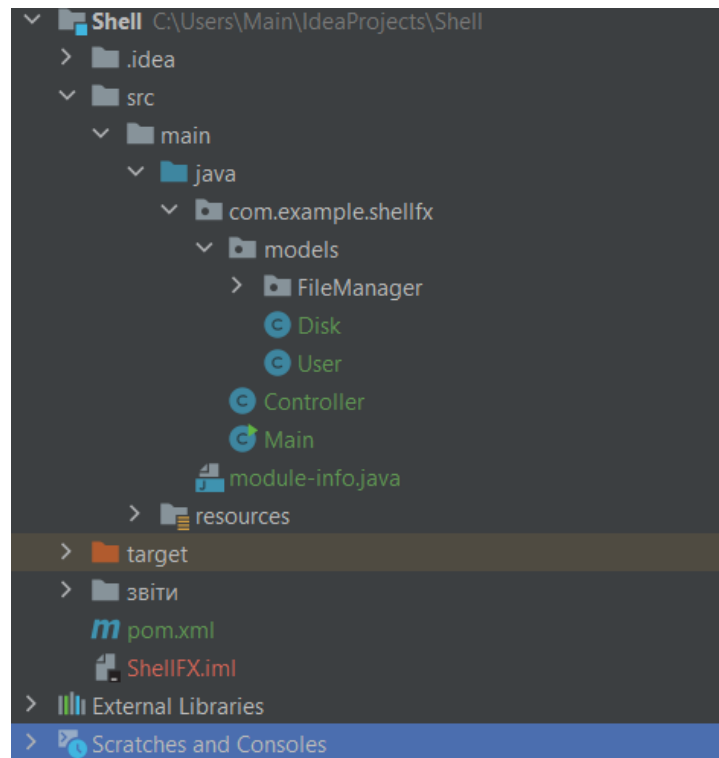 Shell C:\Users\Main\IdeaProjects\Shell
.idea
src
main
java
com.example.shellfx
models
FileManager
Disk
User
Controller
Main
module-info.java
resources
target
звіти
pom.xml
ShellFX.iml
External Libraries
Scratches and Consoles